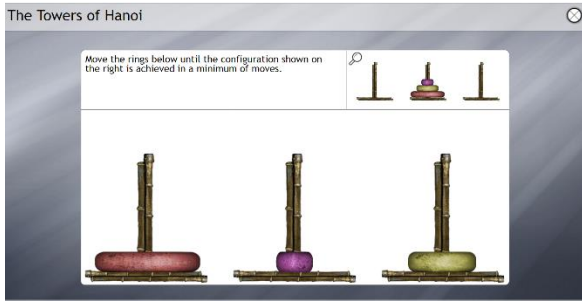 The Towers of Hanoi
Move the rings below until the configuration shown on
the right is achieved in a minimum of moves.